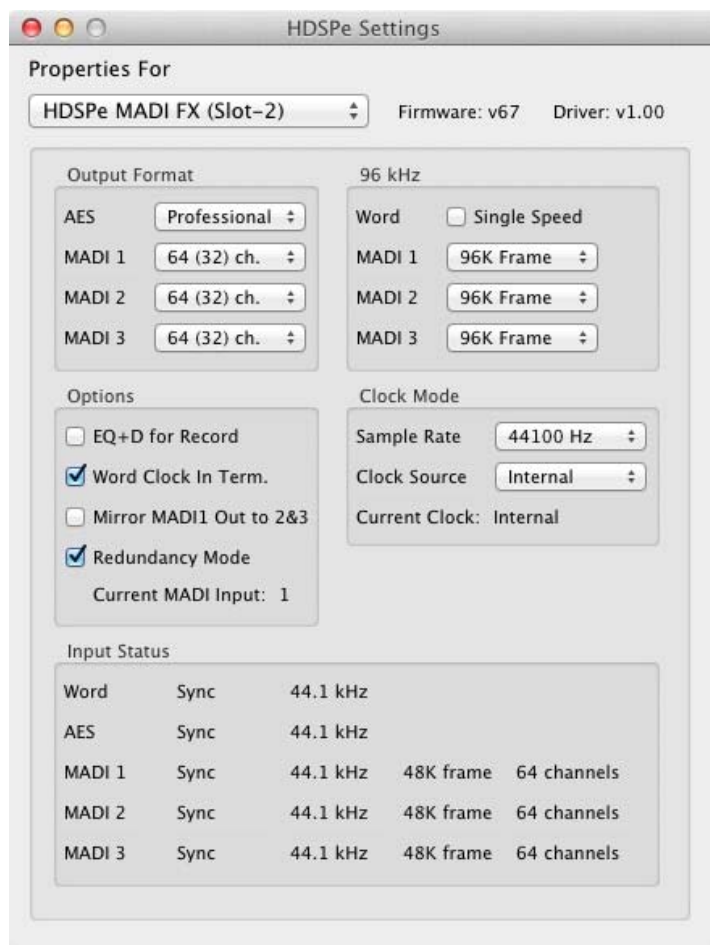 HDSPe Settings
Properties For
HDSPe MADI FX (Slot-2) Firmware: v67 Driver: v1.00
Output Format
AES Professional
MADI 1 64 (32) ch.
MADI 2 64 (32) ch.
MADI 3 64 (32) ch.
96 kHz
Word Single Speed
MADI 1 96K Frame
MADI 2 96K Frame
MADI 3 96K Frame
Options
EQ+D for Record
Word Clock In Term.
Mirror MADI1 Out to 2&3
Redundancy Mode
Current MADI Input: 1
Clock Mode
Sample Rate 44100 Hz
Clock Source Internal
Current Clock: Internal
Input Status
Word Sync 44.1 kHz
AES Sync 44.1 kHz
MADI 1 Sync 44.1 kHz 48K frame 64 channels
MADI 2 Sync 44.1 kHz 48K frame 64 channels
MADI 3 Sync 44.1 kHz 48K frame 64 channels